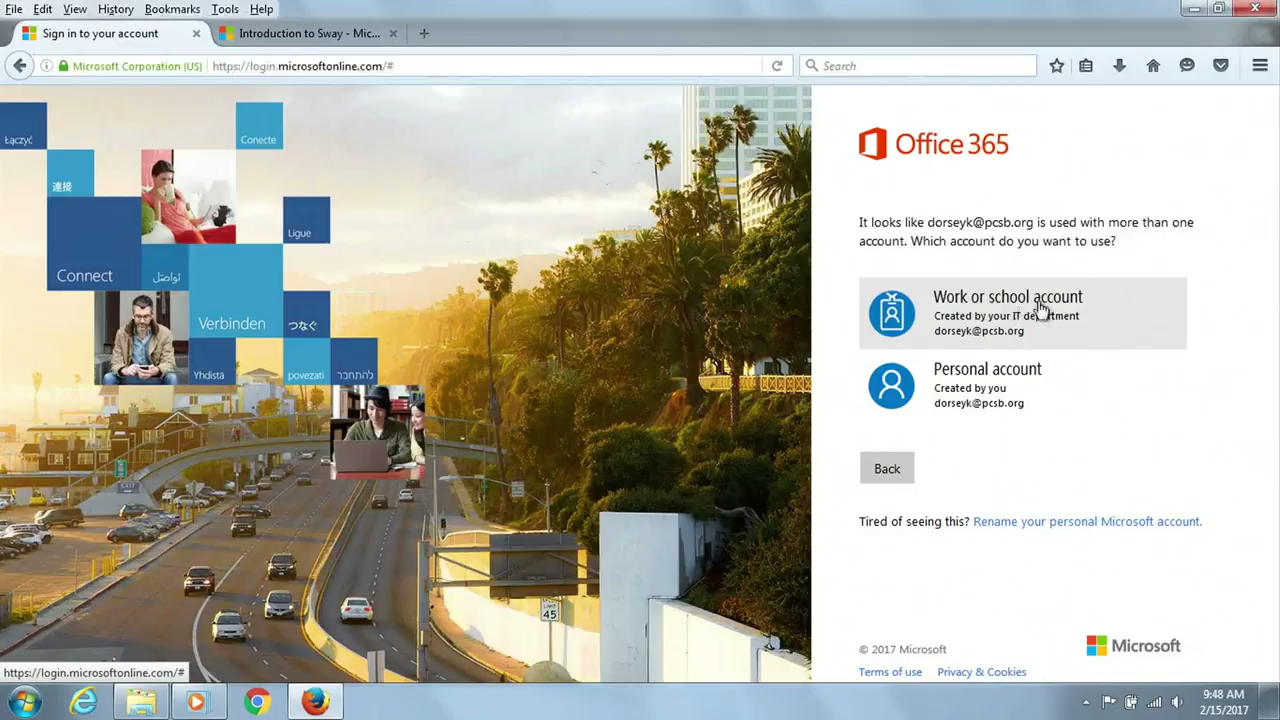 File Edit View History Bookmarks Tools Help
Sign in to your account
Introduction to Sway - Mic...
Microsoft Corporation (US) https://login.microsoftonline.com/#
Search
Łączyć
Conecte
連接
Ligue
Connect
تواصل
Verbinden
つなぐ
Yhdistä
povezati
להתחבר
EXIT
LIMIT
45
Office 365
It looks like dorseyk@pcsb.org is used with more than one
account. Which account do you want to use?
Work or school account
Created by your IT department
dorseyk@pcsb.org
Personal account
Created by you
dorseyk@pcsb.org
Back
Tired of seeing this? Rename your personal Microsoft account.
© 2017 Microsoft
Microsoft
Terms of use Privacy & Cookies
https://login.microsoftonline.com/#
9:48 AM
2/15/2017